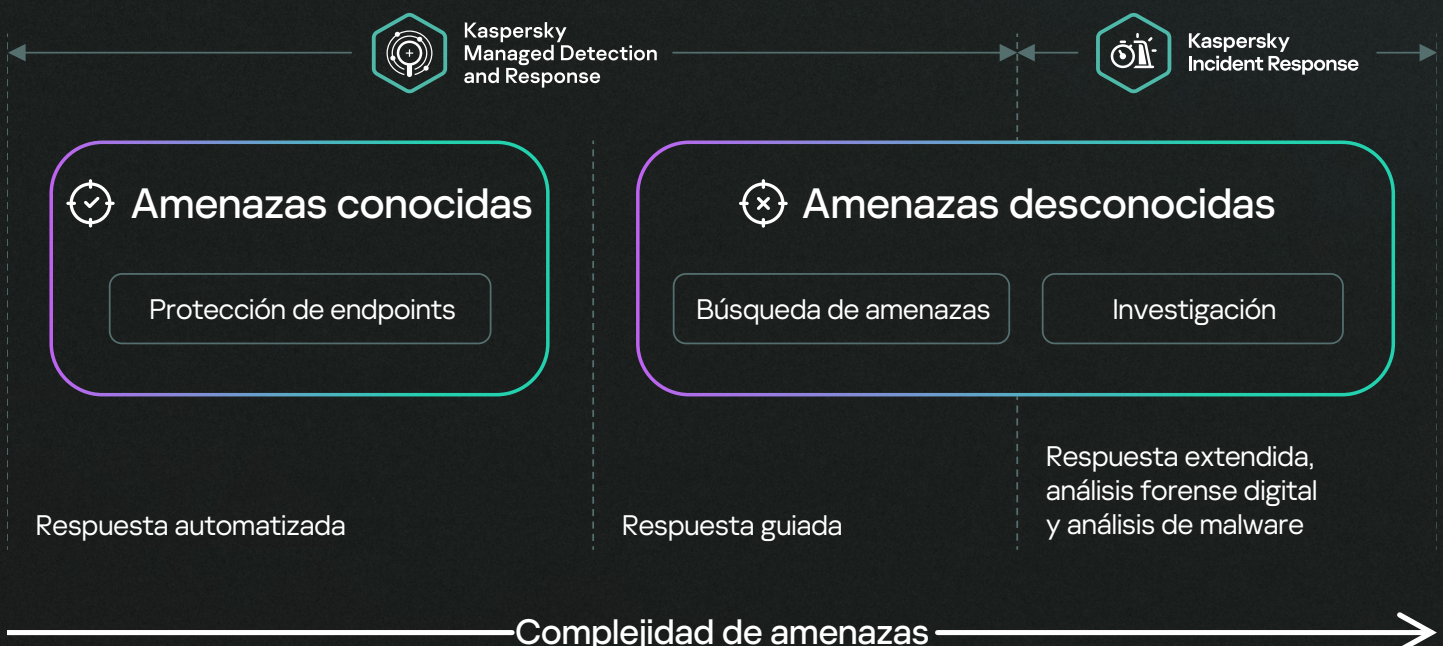 Kaspersky
Managed Detection
and Response
Kaspersky
Incident Response
Amenazas conocidas
Protección de endpoints
Amenazas desconocidas
Búsqueda de amenazas
Investigación
Respuesta automatizada
Respuesta guiada
Respuesta extendida,
análisis forense digital
y análisis de malware
Complejidad de amenazas